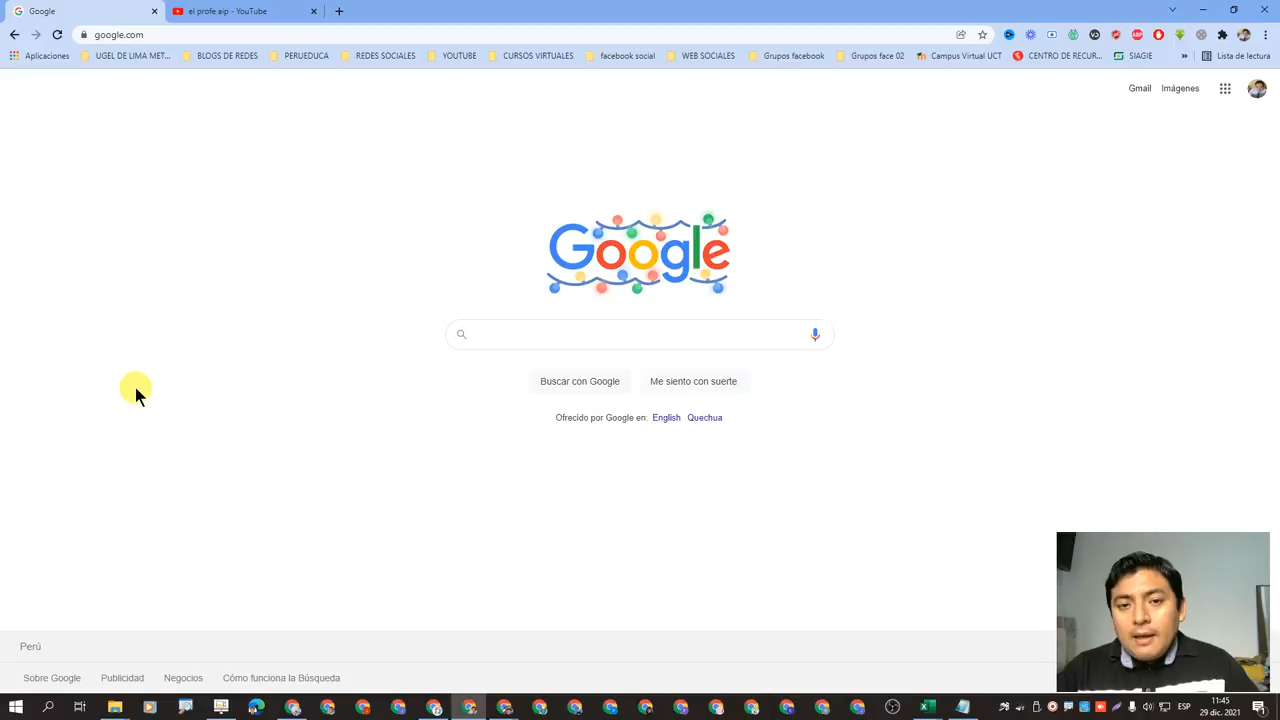 Google
el profe aip - YouTube
google.com
Aplicaciones
UGEL DE LIMA MET...
BLOGS DE REDES
PERUEDUCA
REDES SOCIALES
YOUTUBE
CURSOS VIRTUALES
facebook social
WEB SOCIALES
Grupos facebook
Grupos face 02
Campus Virtual UCT
CENTRO DE RECUR...
SIAGIE
»
Lista de lectura
Gmail
Imágenes
Google
Buscar con Google
Me siento con suerte
Ofrecido por Google en: English Quechua
Perú
Sobre Google
Publicidad
Negocios
Cómo funciona la Búsqueda
ESP
11:45
29 dic. 2021